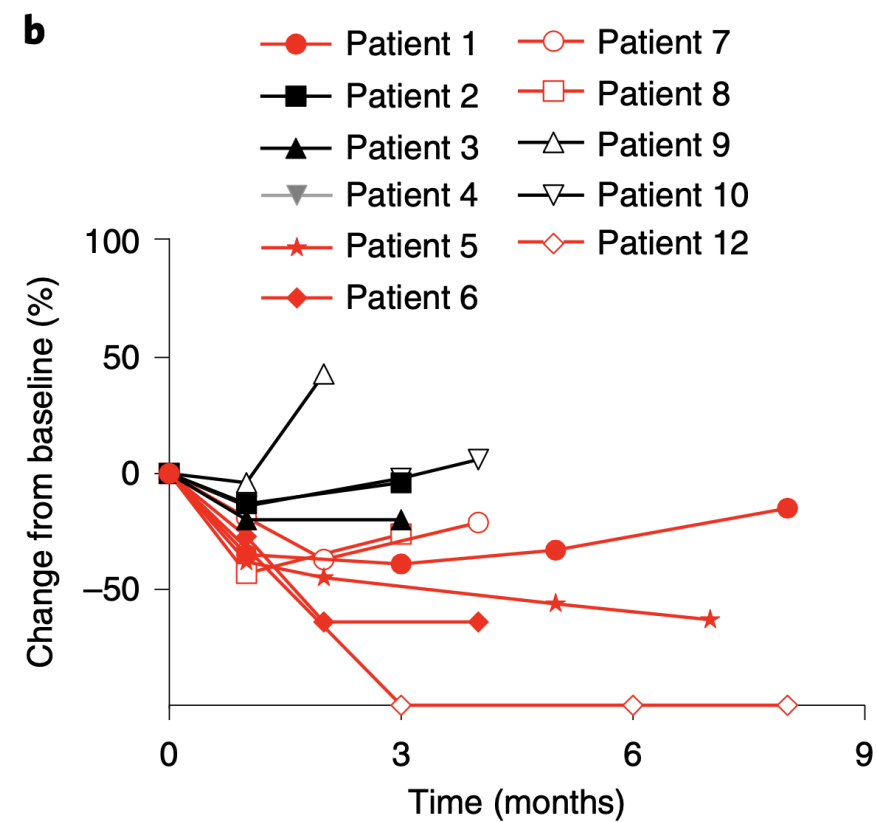 b
Patient 1
Patient 2
Patient 3
Patient 4
Patient 5
Patient 6
Patient 7
Patient 8
Patient 9
Patient 10
Patient 12
Change from baseline (%)
100
50
0
–50
0 3 6 9
Time (months)